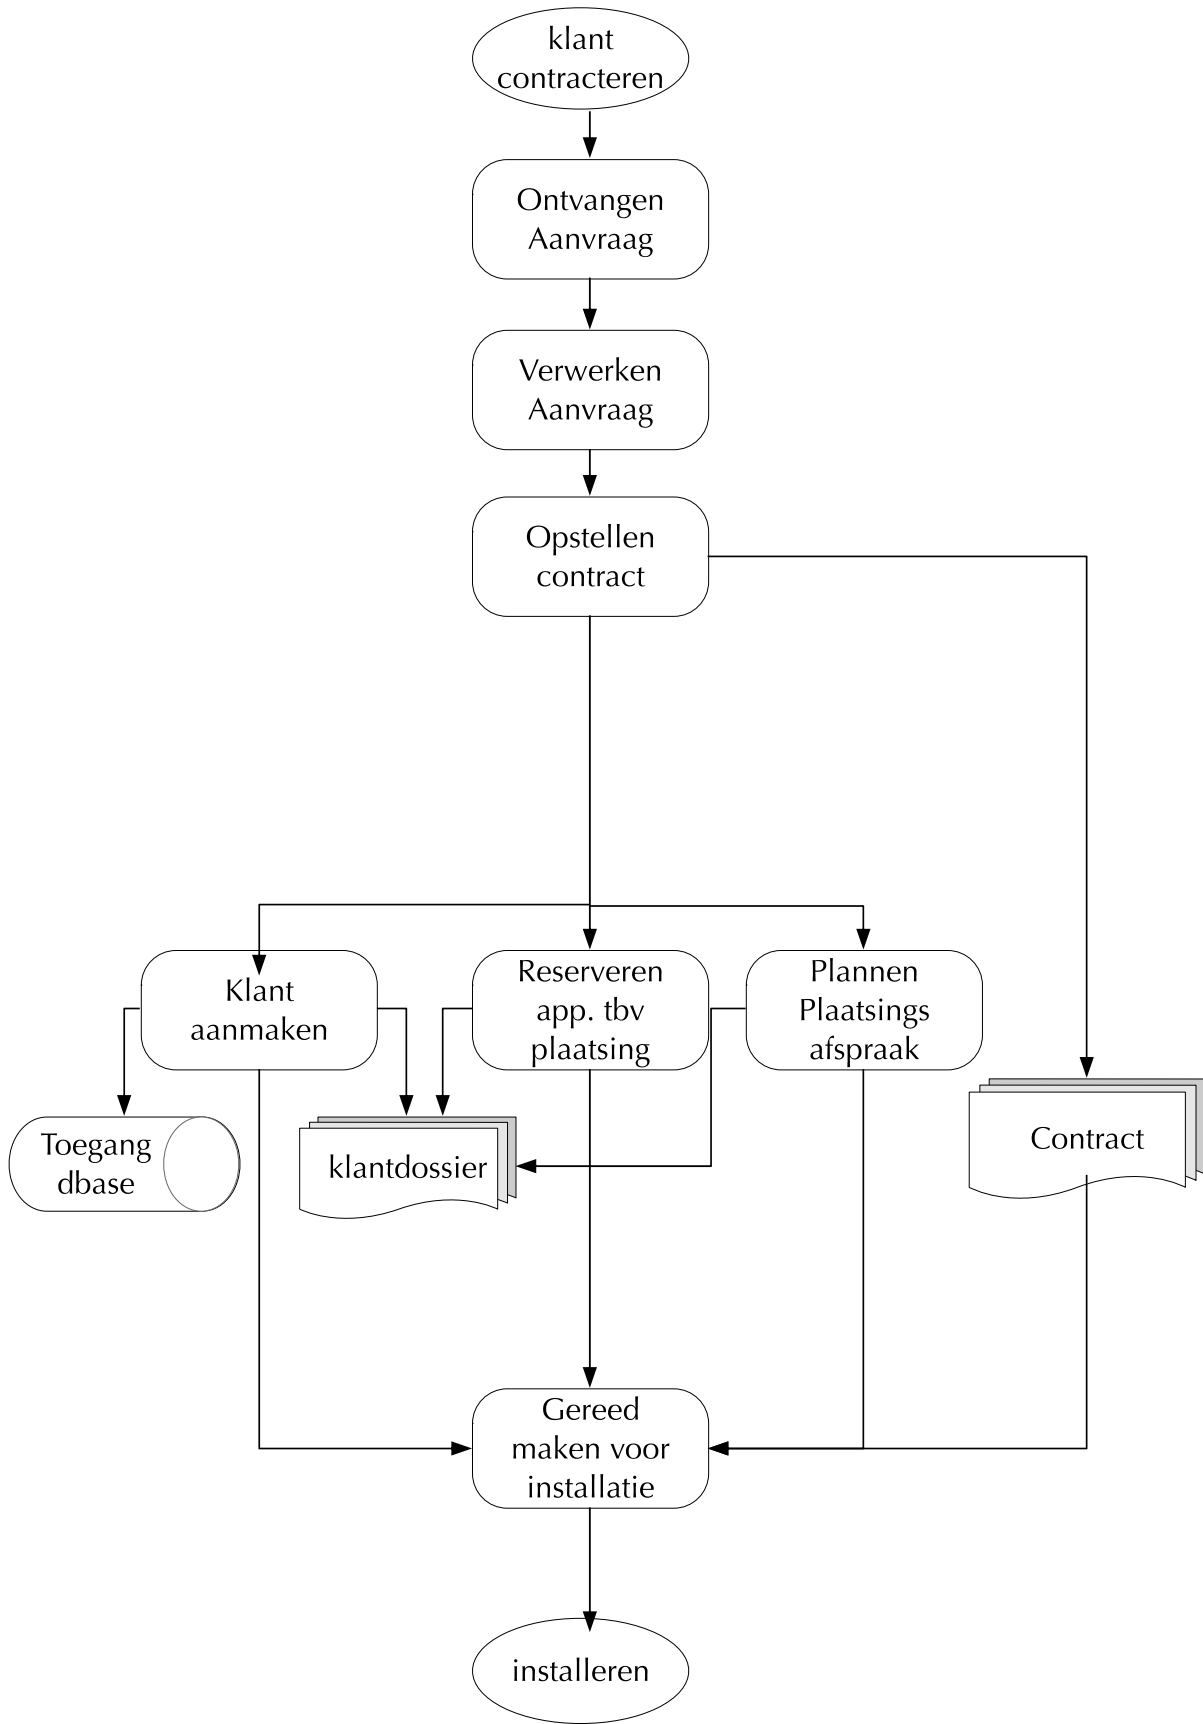 klant
contracteren
Ontvangen
Aanvraag
Verwerken
Aanvraag
Opstellen
contract
Klant
aanmaken
Reserveren
app. tbv
plaatsing
Plannen
Plaatsings
afspraak
Toegang
dbase
klantdossier
Contract
Gereed
maken voor
installatie
installeren